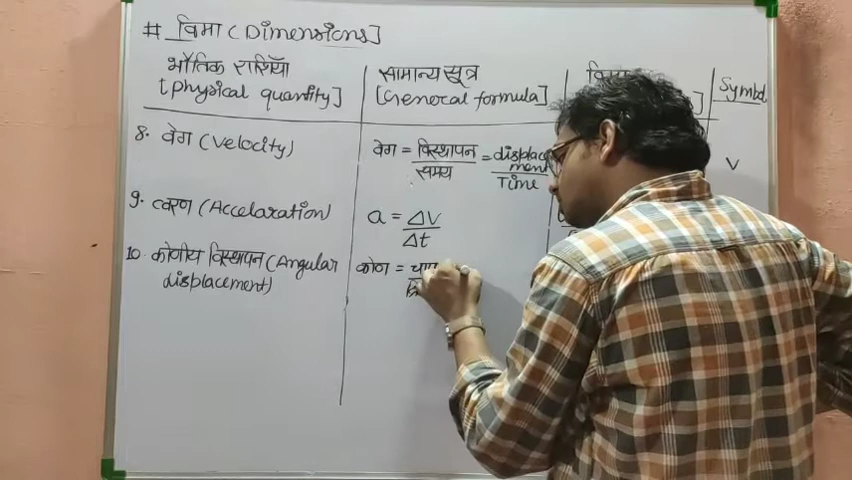 # विमा (Dimensions]
भौतिक राशियाँ
[physical quantity]
सामान्य सूत्र
[General formula]
Symbol
8. वेग (velocity)
वेग = विस्थापन / समय = displacement / Time
V
9. त्वरण (Accelaration)
a = ΔV / Δt
10. कोणीय विस्थापन (Angular
displacement)
कोण =